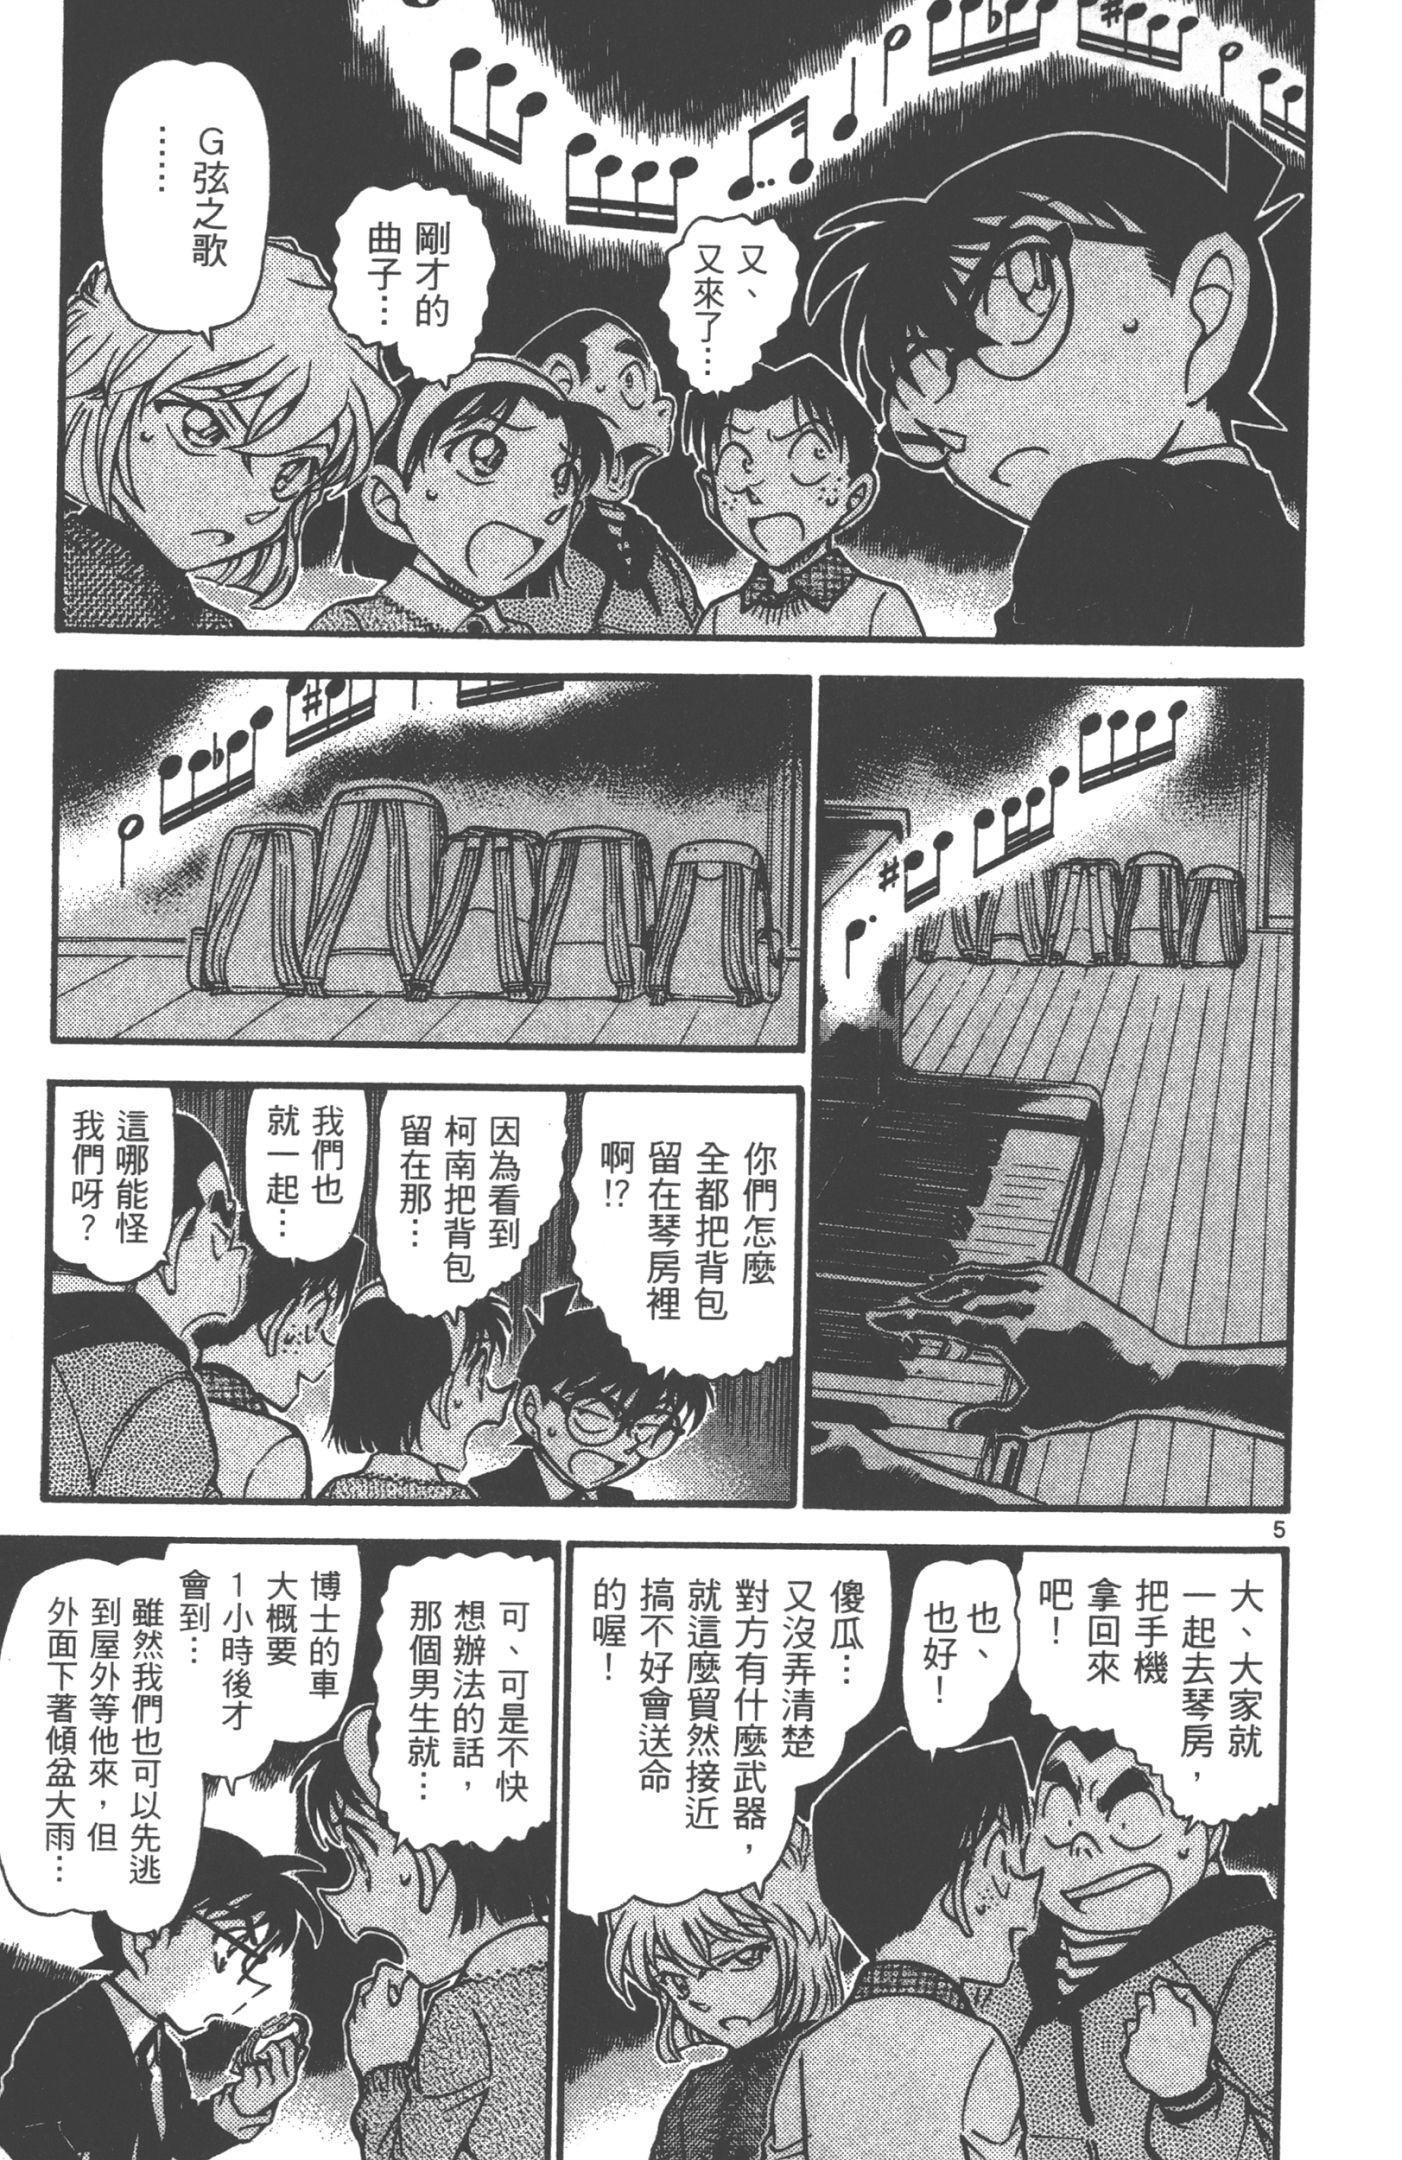 又、
又來了…
剛才的
曲子…
G弦之歌
……
你們怎麼
全都把背包
留在琴房裡
啊!?
因為看到
柯南把背包
留在那…
我們也
就一起…
這哪能怪
我們呀？
5
大、大家就
一起去琴房，
把手機
拿回來
吧！
也、
也好！
傻瓜…
又沒弄清楚
對方有什麼武器，
就這麼貿然接近
搞不好會送命
的喔！
可、可是不快
想辦法的話，
那個男生就…
博士的車
大概要
1小時後才
會到…
雖然我們也可以先逃
到屋外等他來，但
外面下著傾盆大雨…